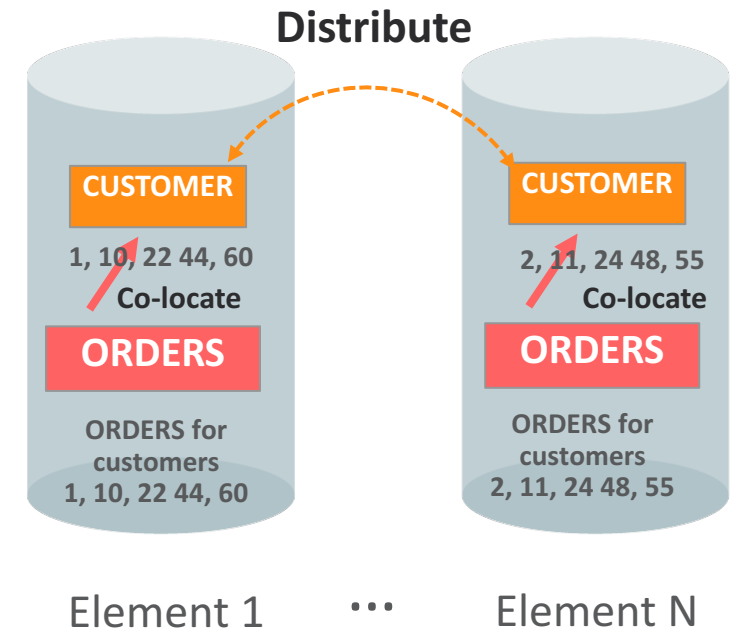 Distribute
CUSTOMER
1, 10, 22 44, 60
Co-locate
ORDERS
ORDERS for
customers
1, 10, 22 44, 60
CUSTOMER
2, 11, 24 48, 55
Co-locate
ORDERS
ORDERS for
customers
2, 11, 24 48, 55
Element 1
...
Element N